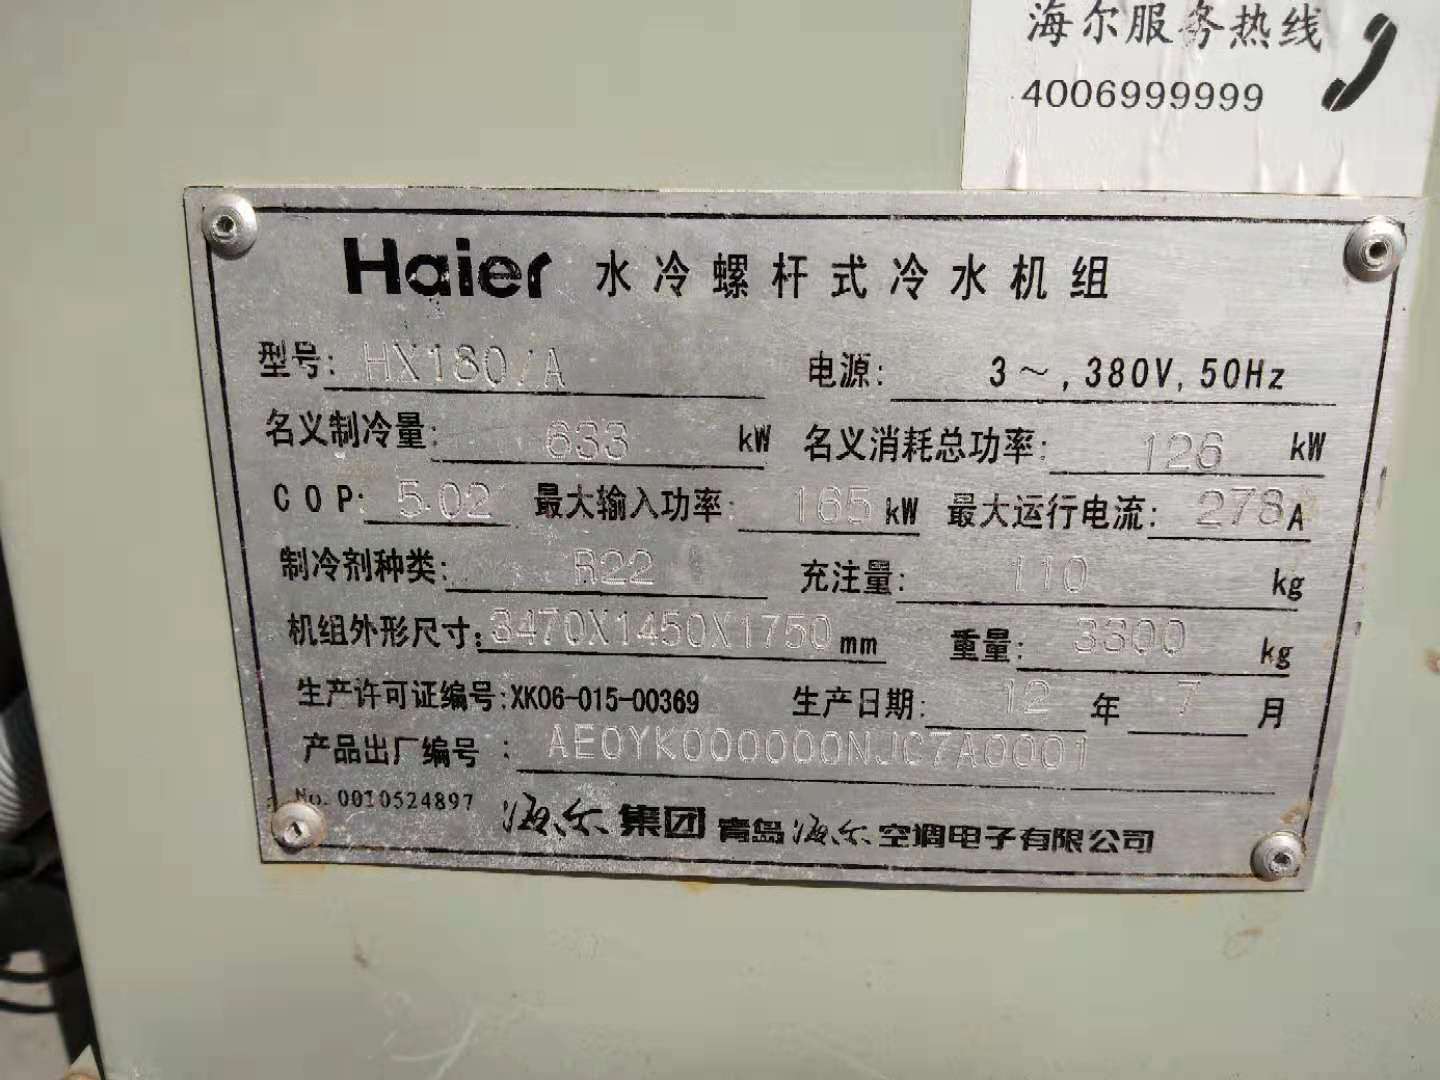 海尔服务热线
4006999999
Haier 水冷螺杆式冷水机组
型号: HX180/A 电源: 3～,380V,50Hz
名义制冷量: 633 kW 名义消耗总功率: 126 kW
COP: 5.02 最大输入功率: 165 kW 最大运行电流: 278 A
制冷剂种类: R22 充注量: 110 kg
机组外形尺寸: 3470X1450X1750 mm 重量: 3300 kg
生产许可证编号: XK06-015-00369 生产日期: 12 年 7 月
产品出厂编号: AE0YK000000NJC7A0001
No. 0010524897 海尔集团 青岛海尔空调电子有限公司